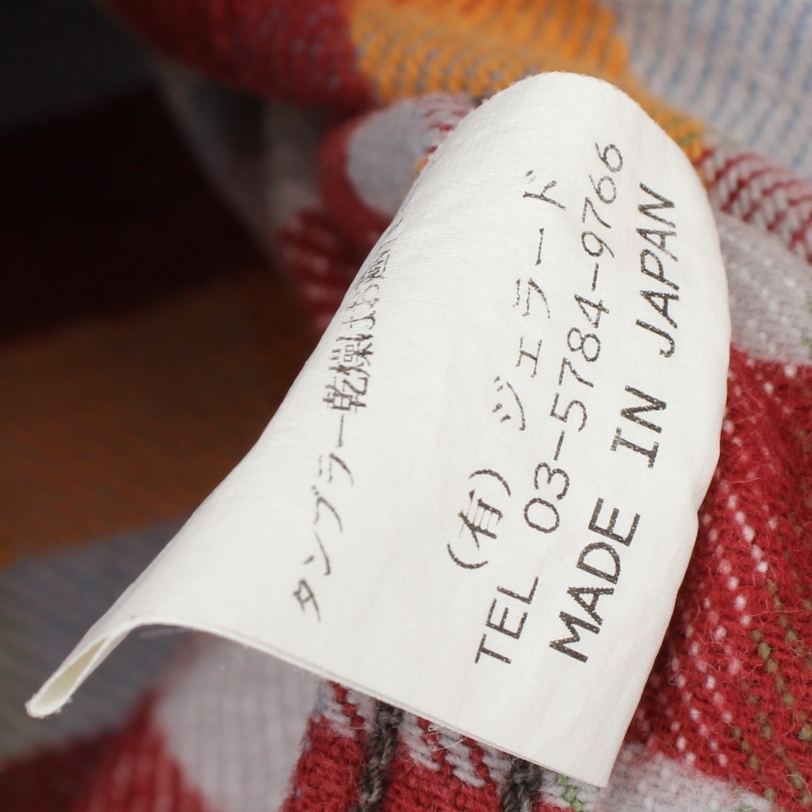 タンブラー乾燥はお避け
(有) ジェラード
TEL 03-5784-9766
MADE IN JAPAN